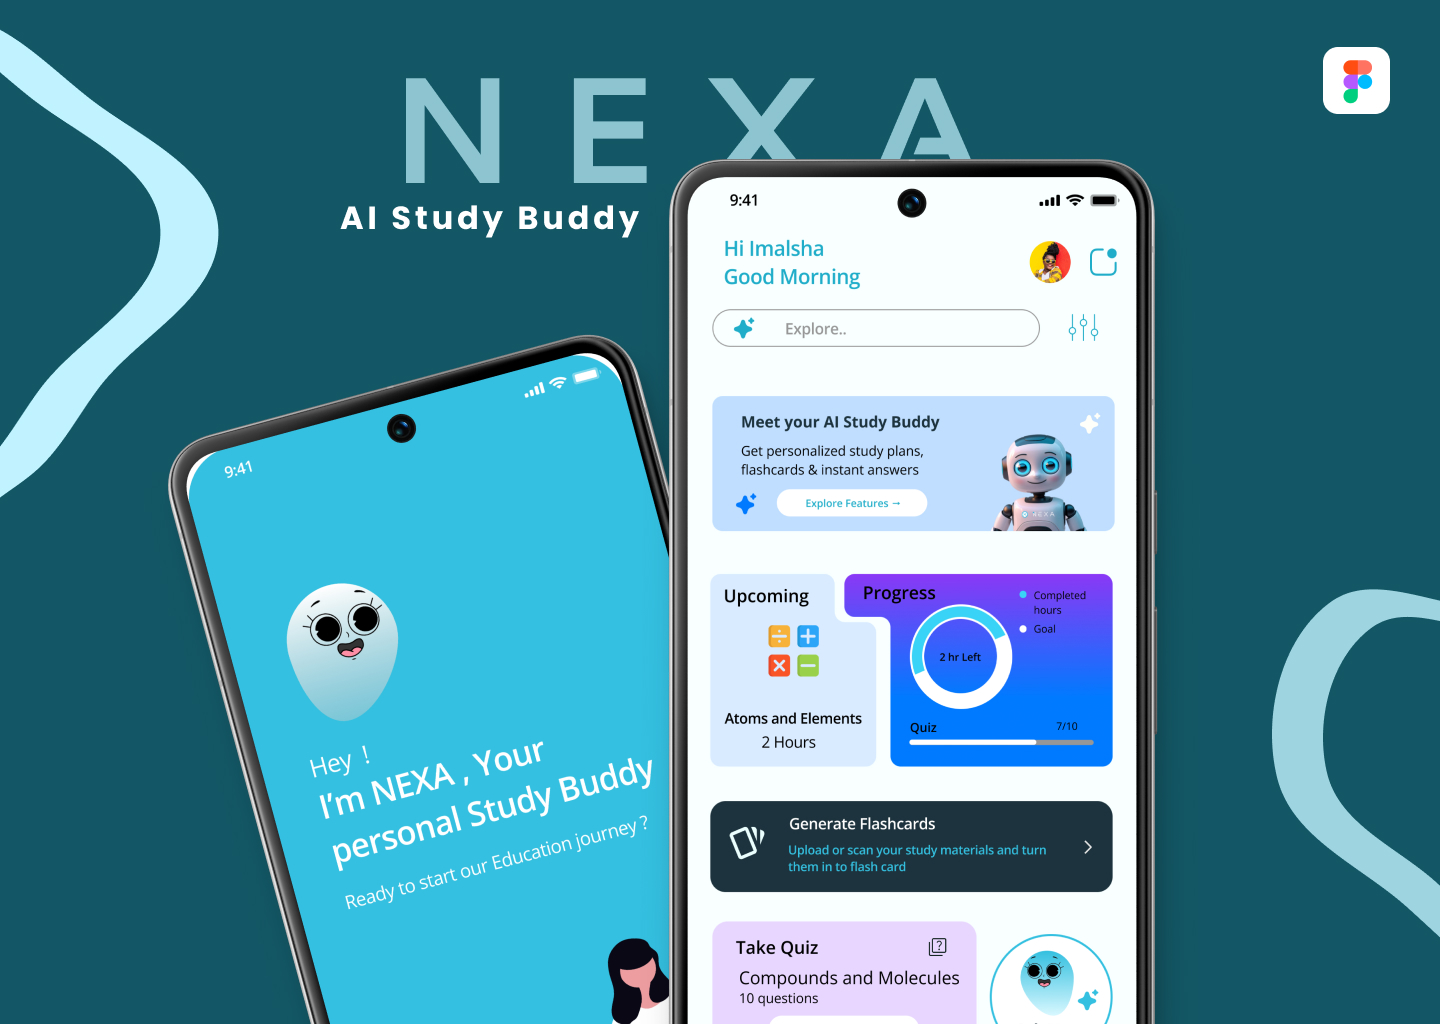 NEXA
AI Study Buddy
9:41
Hey !
I'm NEXA , Your
personal Study Buddy
Ready to start our Education journey ?
9:41
Hi Imalsha
Good Morning
Explore..
Meet your AI Study Buddy
Get personalized study plans,
flashcards & instant answers
Explore Features →
NEXA
Upcoming
Atoms and Elements
2 Hours
Progress
Completed
hours
Goal
2 hr Left
Quiz
7/10
Generate Flashcards
Upload or scan your study materials and turn
them in to flash card
Take Quiz
?
Compounds and Molecules
10 questions